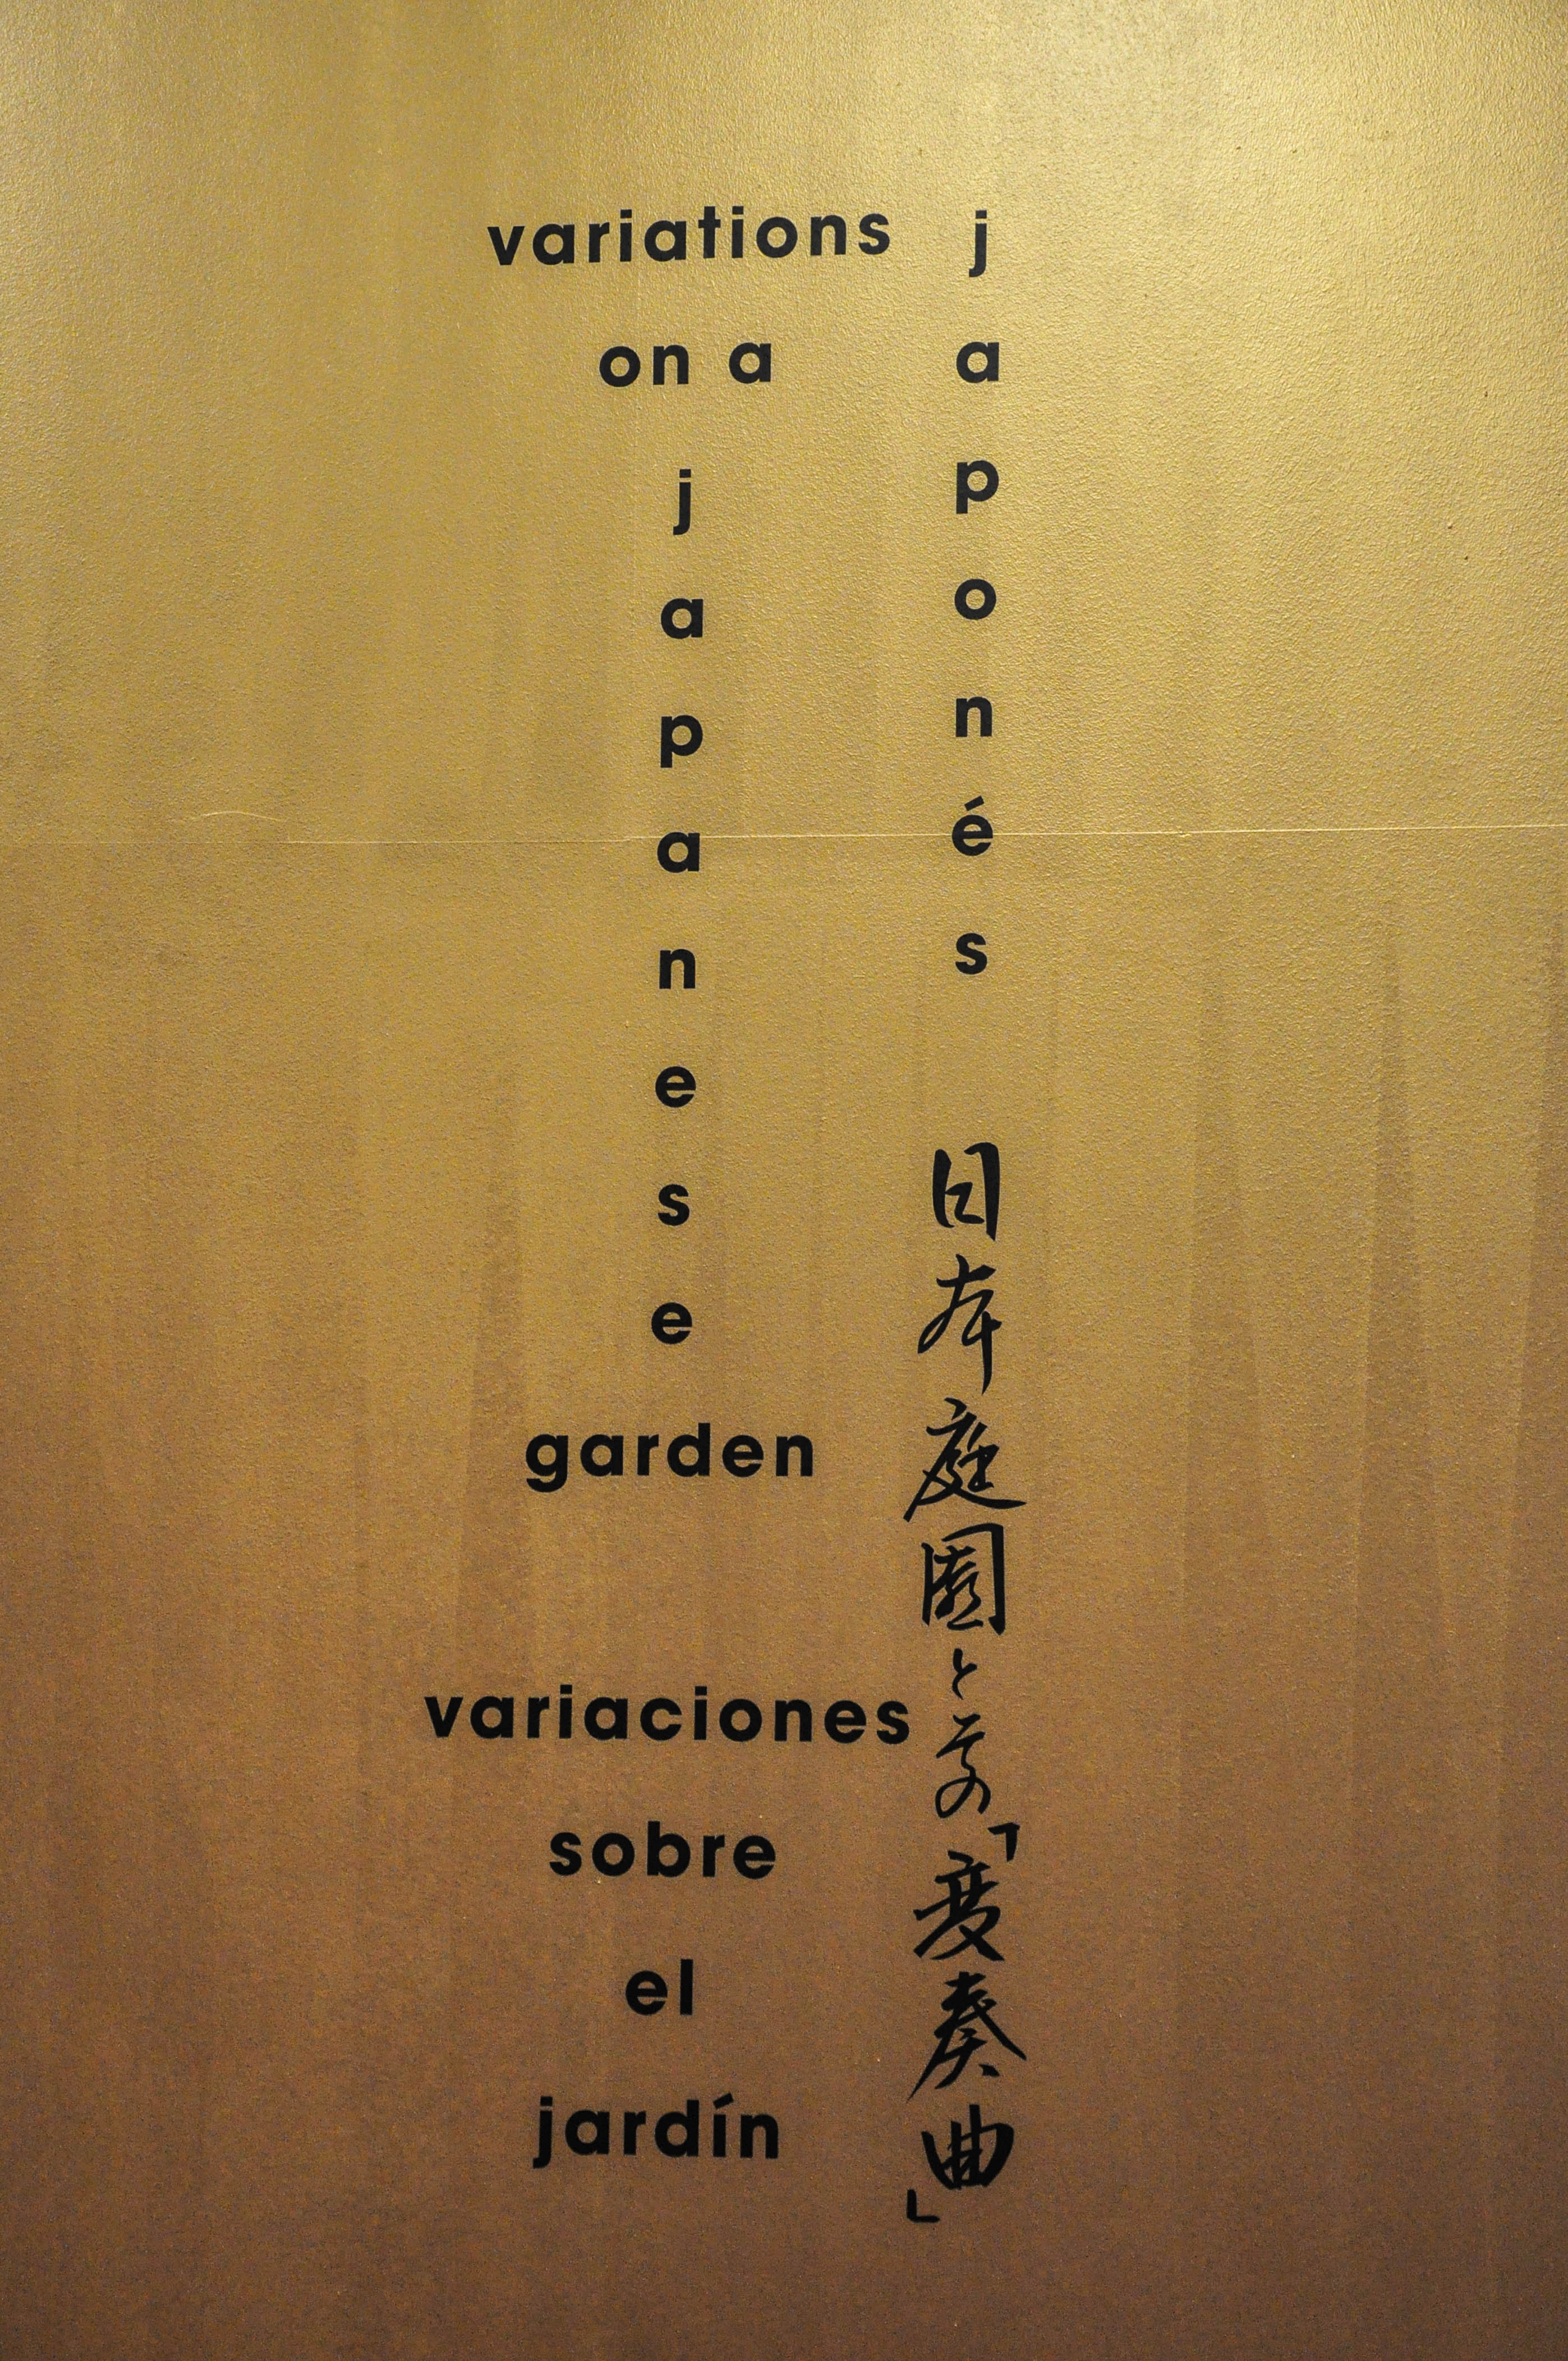 variations
on a
japanese
garden
variaciones
sobre
el
jardín
japonés
日本庭園とその「変奏曲」